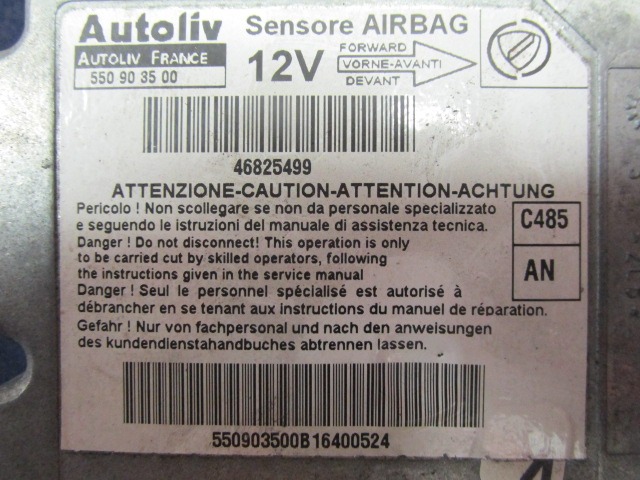 Autoliv Sensore AIRBAG
AUTOLIV FRANCE
550 90 35 00
12V
FORWARD
VORNE-AVANTI
DEVANT
46825499
ATTENZIONE-CAUTION-ATTENTION-ACHTUNG
Pericolo ! Non scollegare se non da personale specializzato
e seguendo le istruzioni del manuale di assistenza tecnica.
Danger ! Do not disconnect! This operation is only
to be carried cut by skilled operators, following
the instructions given in the service manual
Danger ! Seul le personnel spécialisé est autorisé à
débrancher en se tenant aux instructions du manuel de réparation.
Gefahr ! Nur von fachpersonal und nach den anweisungen
des kundendienstahandbuches abtrennen lassen.
C485
AN
550903500B16400524